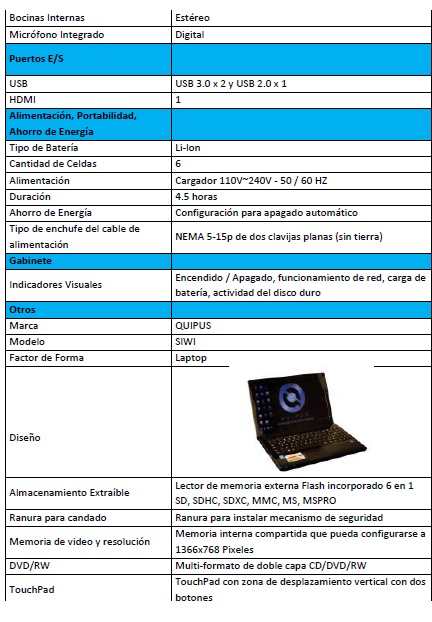 Bocinas Internas Estéreo
Micrófono Integrado Digital
Puertos E/S
USB USB 3.0 x 2 y USB 2.0 x 1
HDMI 1
Alimentación, Portabilidad,
Ahorro de Energía
Tipo de Batería Li-Ion
Cantidad de Celdas 6
Alimentación Cargador 110V~240V - 50 / 60 HZ
Duración 4.5 horas
Ahorro de Energía Configuración para apagado automático
Tipo de enchufe del cable de
alimentación
NEMA 5-15p de dos clavijas planas (sin tierra)
Gabinete
Indicadores Visuales
Encendido / Apagado, funcionamiento de red, carga de
batería, actividad del disco duro
Otros
Marca QUIPUS
Modelo SIWI
Factor de Forma Laptop
Diseño
QUIPUS
Almacenamiento Extraíble
Lector de memoria externa Flash incorporado 6 en 1
SD, SDHC, SDXC, MMC, MS, MSPRO
Ranura para candado Ranura para instalar mecanismo de seguridad
Memoria de video y resolución
Memoria interna compartida que pueda configurarse a
1366x768 Pixeles
DVD/RW Multi-formato de doble capa CD/DVD/RW
TouchPad
TouchPad con zona de desplazamiento vertical con dos
botones